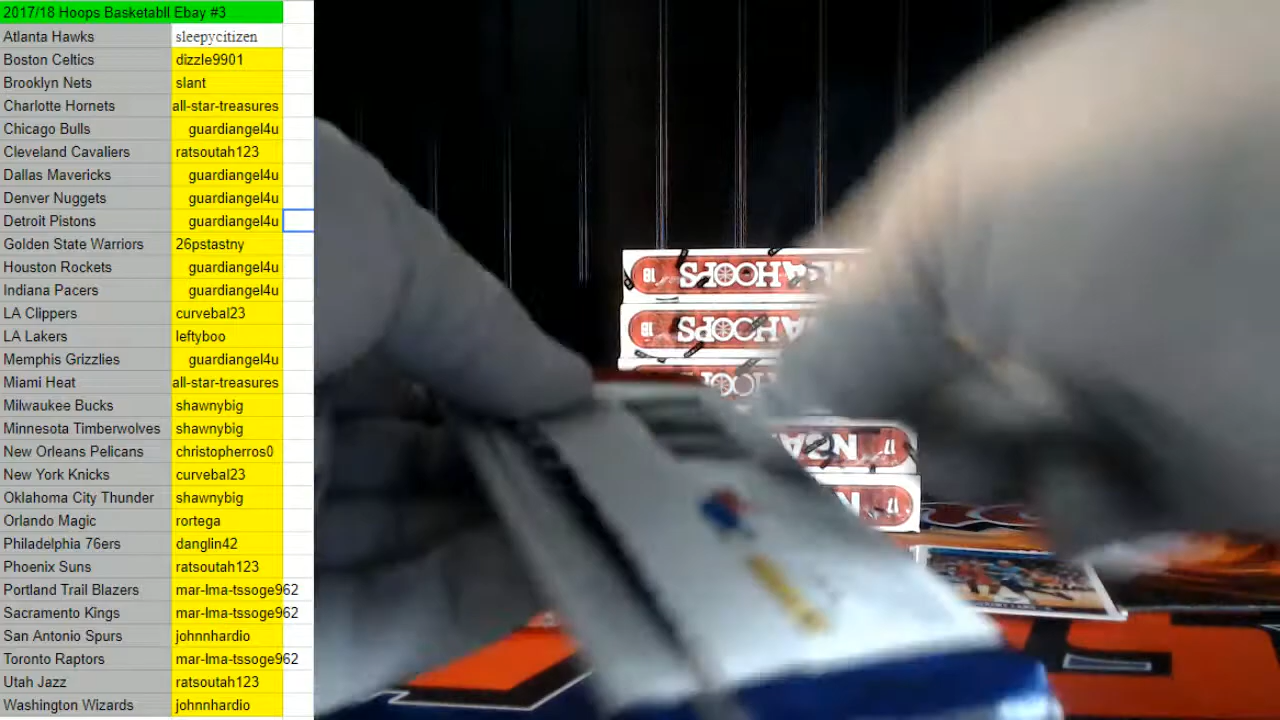 2017/18 Hoops Basketabll Ebay #3
Atlanta Hawks sleepycitizen
Boston Celtics dizzle9901
Brooklyn Nets slant
Charlotte Hornets all-star-treasures
Chicago Bulls guardiangel4u
Cleveland Cavaliers ratsoutah123
Dallas Mavericks guardiangel4u
Denver Nuggets guardiangel4u
Detroit Pistons guardiangel4u
Golden State Warriors 26pstastny
Houston Rockets guardiangel4u
Indiana Pacers guardiangel4u
LA Clippers curvebal23
LA Lakers leftyboo
Memphis Grizzlies guardiangel4u
Miami Heat all-star-treasures
Milwaukee Bucks shawnybig
Minnesota Timberwolves shawnybig
New Orleans Pelicans christopherros0
New York Knicks curvebal23
Oklahoma City Thunder shawnybig
Orlando Magic rortega
Philadelphia 76ers danglin42
Phoenix Suns ratsoutah123
Portland Trail Blazers mar-lma-tssoge962
Sacramento Kings mar-lma-tssoge962
San Antonio Spurs johnnhardio
Toronto Raptors mar-lma-tssoge962
Utah Jazz ratsoutah123
Washington Wizards johnnhardio
HOOPS 18
HOOPS 18
17
17